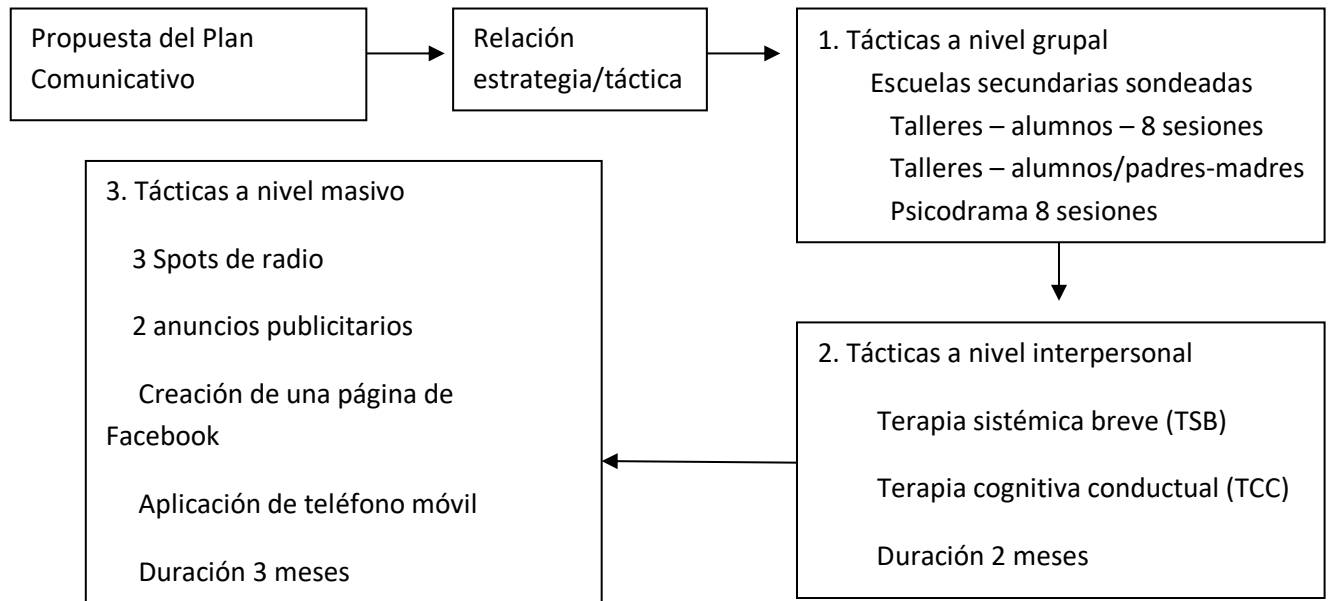 Propuesta del Plan
Comunicativo
Relación
estrategia/táctica
1. Tácticas a nivel grupal
Escuelas secundarias sondeadas
Talleres – alumnos – 8 sesiones
Talleres – alumnos/padres-madres
Psicodrama 8 sesiones
2. Tácticas a nivel interpersonal
Terapia sistémica breve (TSB)
Terapia cognitiva conductual (TCC)
Duración 2 meses
3. Tácticas a nivel masivo
3 Spots de radio
2 anuncios publicitarios
Creación de una página de
Facebook
Aplicación de teléfono móvil
Duración 3 meses